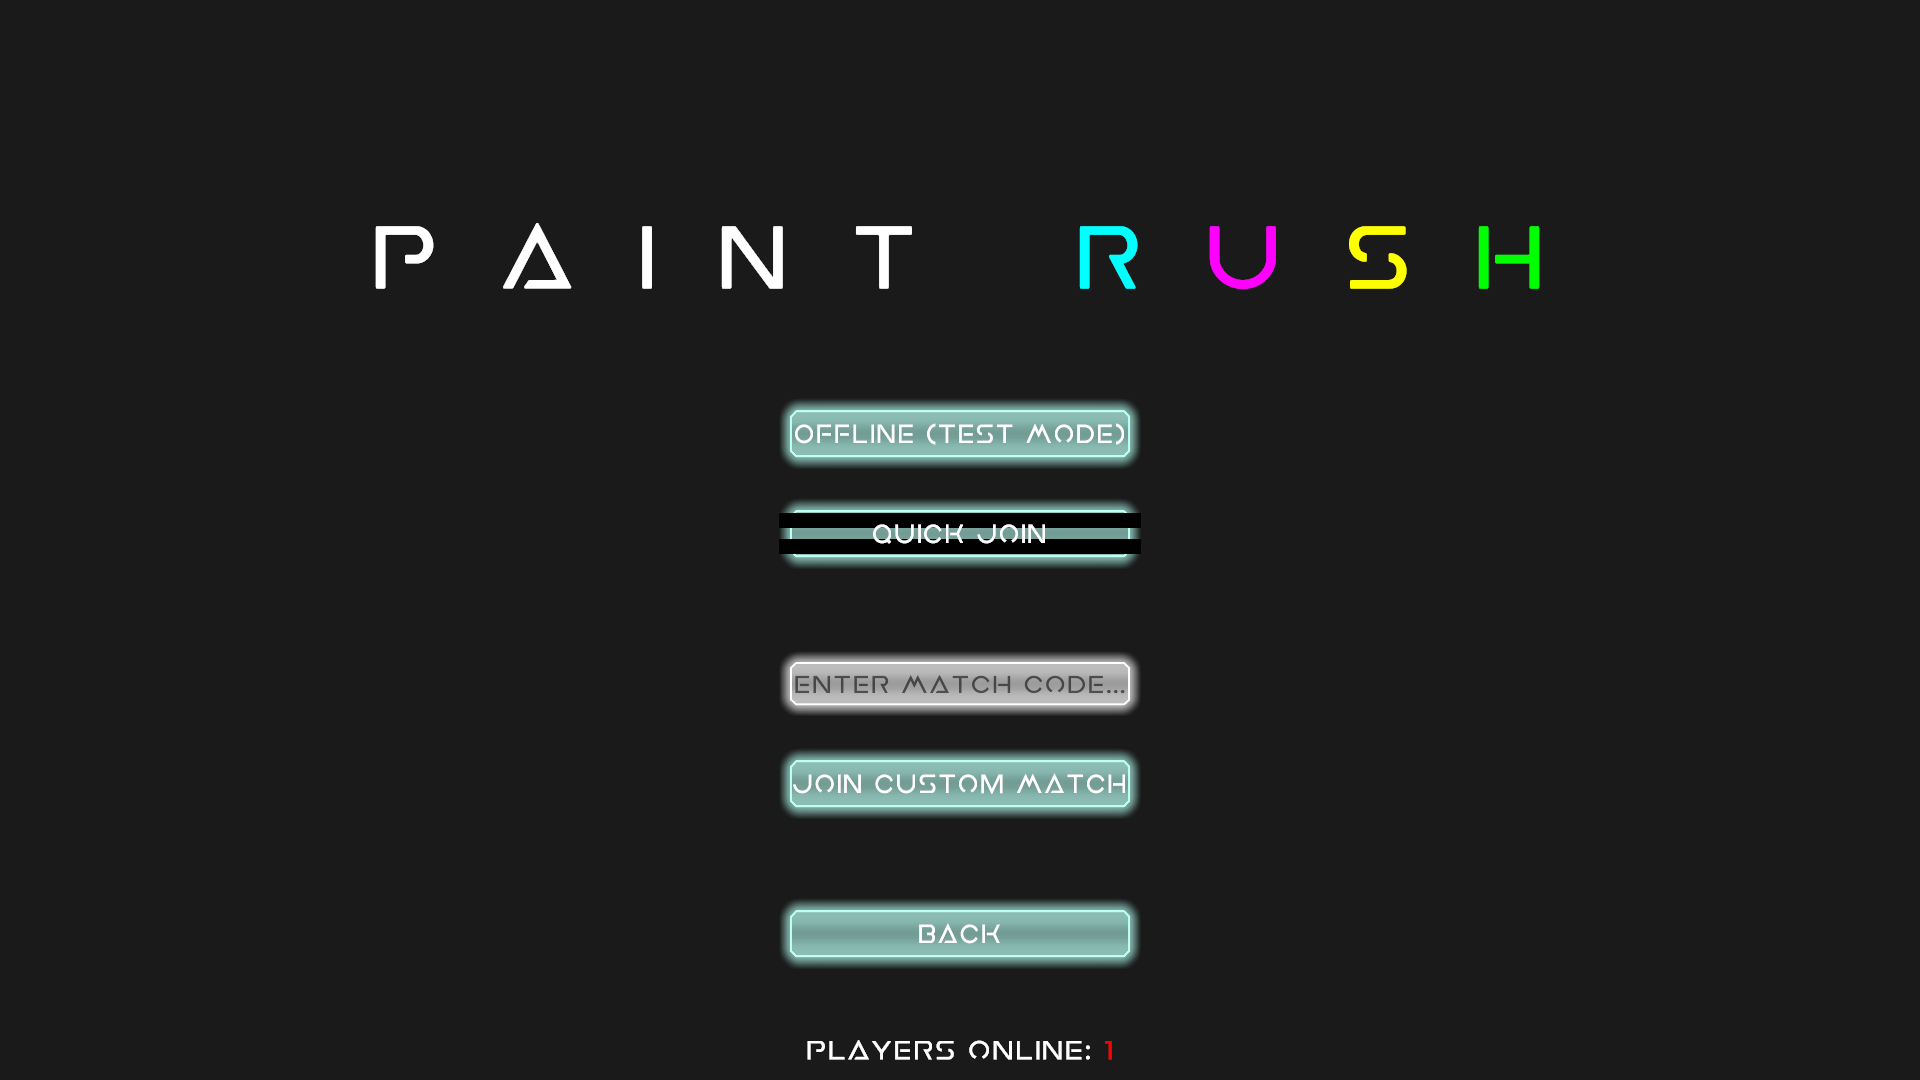 PAINT RUSH
OFFLINE (TEST MODE)
QUICK JOIN
ENTER MATCH CODE...
JOIN CUSTOM MATCH
BACK
PLAYERS ONLINE: 1